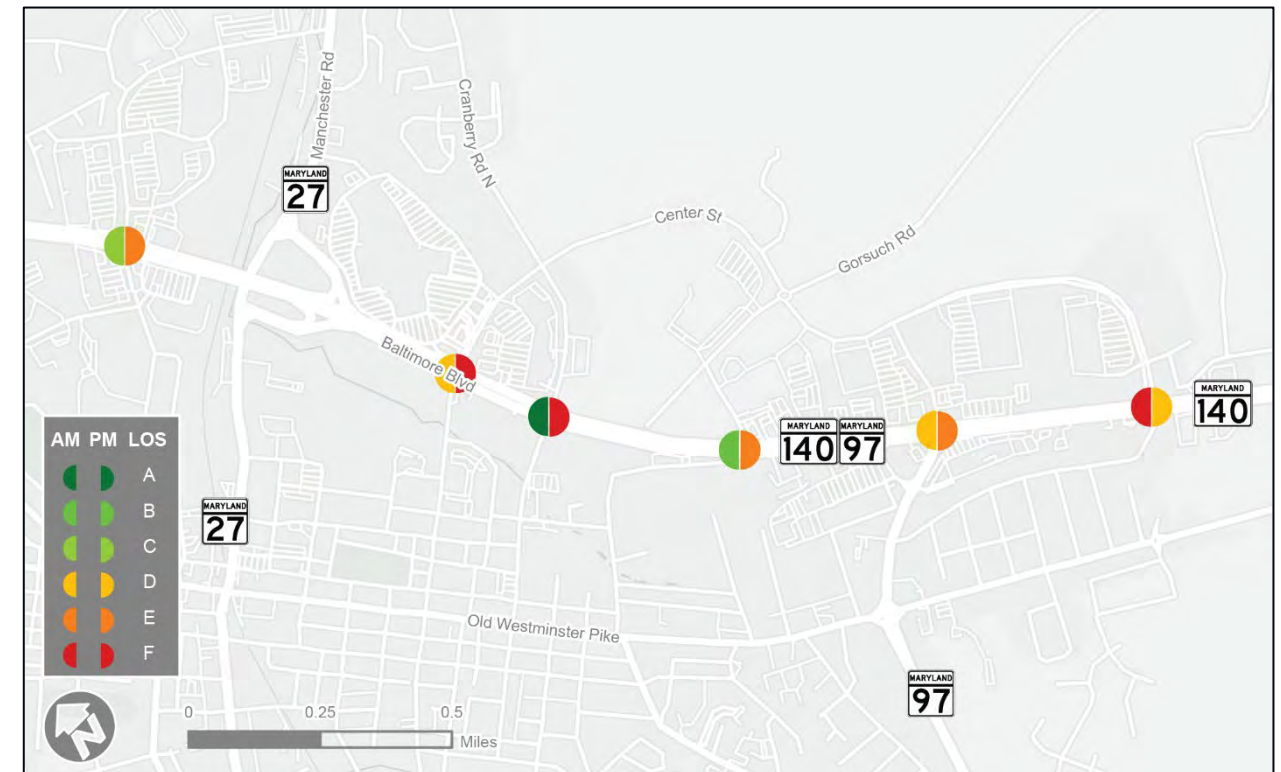 Manchester Rd
Cranberry Rd N
MARYLAND
27
Center St
Gorsuch Rd
Baltimore Blvd
MARYLAND
140
MARYLAND
97
MARYLAND
140
AM PM LOS
A
B
C
D
E
F
MARYLAND
27
Old Westminster Pike
MARYLAND
97
N
0 0.25 0.5
Miles